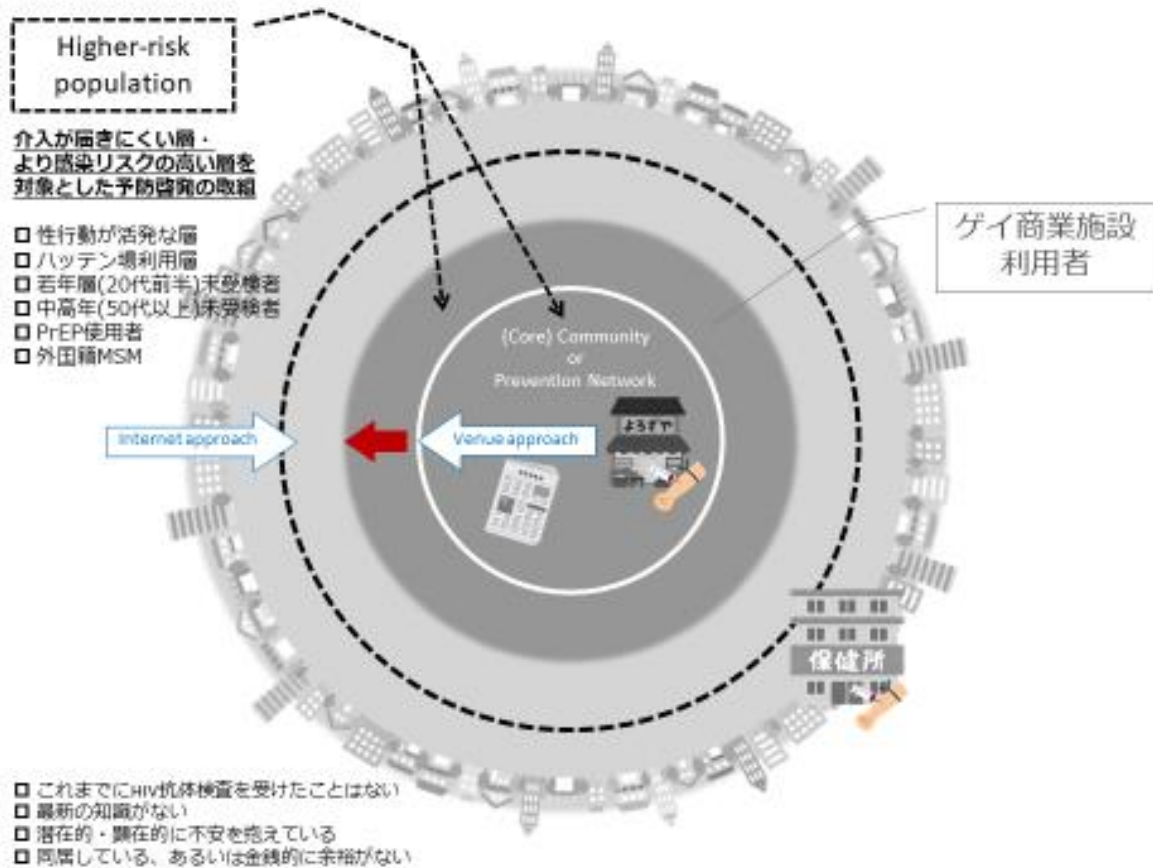 Higher-risk
population
介入が届きにくい層・
より感染リスクの高い層を
対象とした予防啓発の取組
□ 性行動が活発な層
□ ハッテン場利用層
□ 若年層(20代前半)未受検者
□ 中高年(50代以上)未受検者
□ PrEP使用者
□ 外国籍MSM
ゲイ商業施設
利用者
(Core) Community
or
Prevention Network
Internet approach
Venue approach
よろずや
保健所
□ これまでにHIV抗体検査を受けたことはない
□ 最新の知識がない
□ 潜在的・顕在的に不安を抱えている
□ 同居している、あるいは金銭的に余裕がない